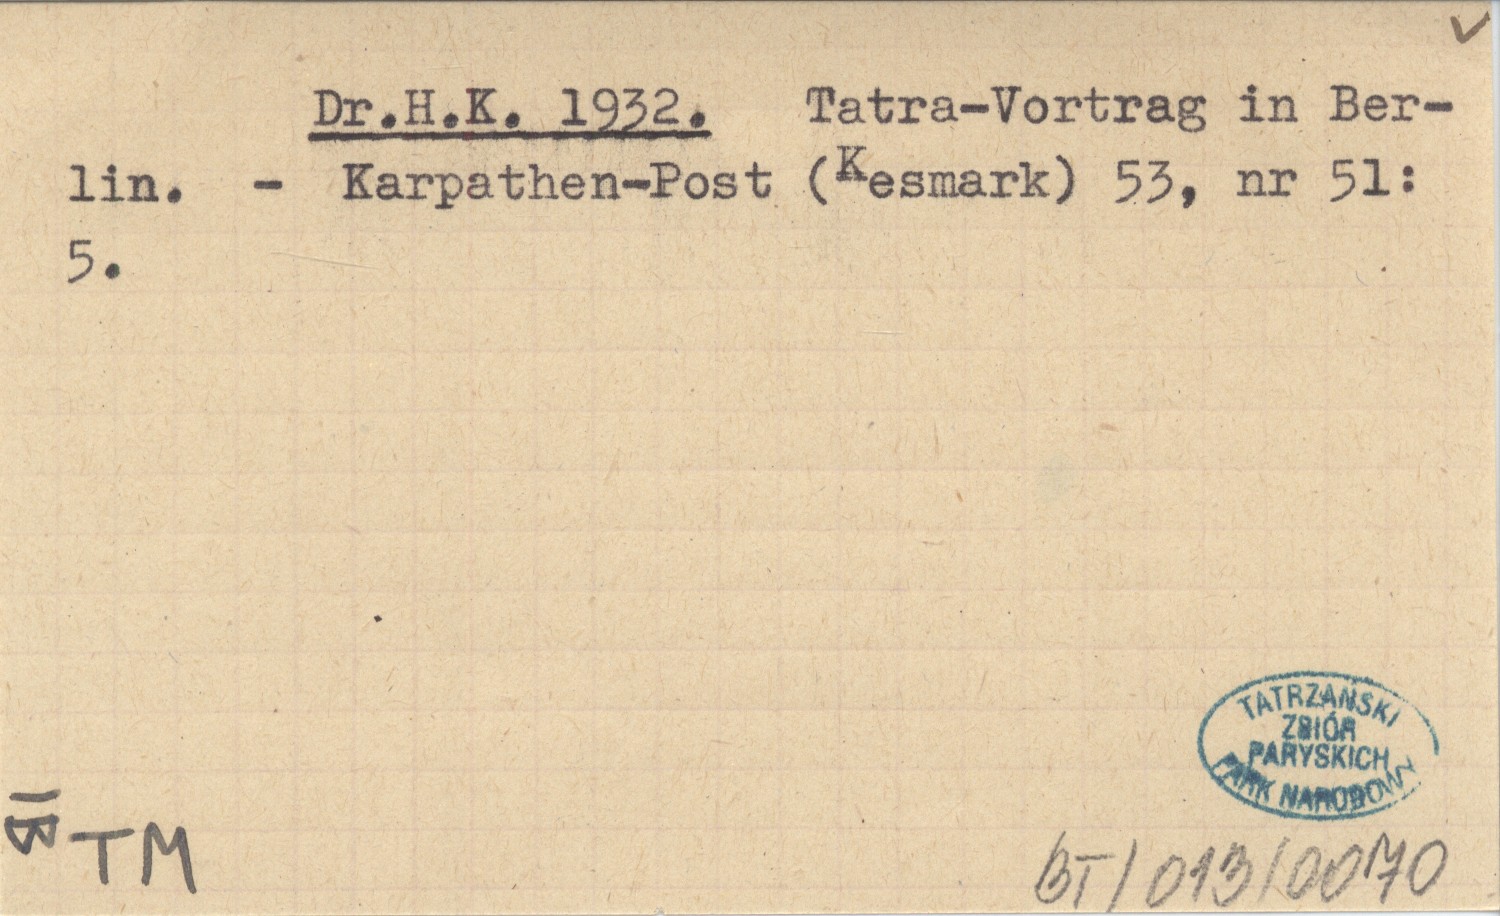 Dr.H.K. 1932. Tatra-Vortrag in Ber-
lin. - Karpathen-Post (Kesmark) 53, nr 51:
5.
TATRZAŃSKI
ZBIÓR
PARYSKICH
PARK NARODOWY
TM
BT/013/0070